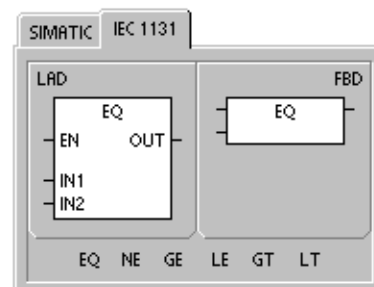 SIMATIC IEC 1131
LAD FBD
EQ EQ
EN OUT
IN1
IN2
EQ NE GE LE GT LT